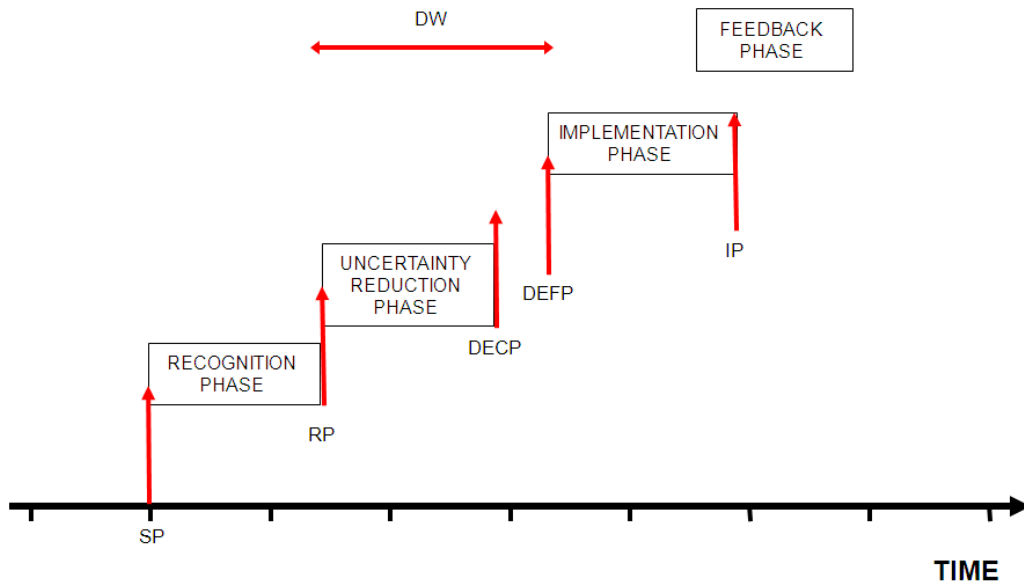 DW
FEEDBACK
PHASE
IMPLEMENTATION
PHASE
IP
UNCERTAINTY
REDUCTION
PHASE
DEFP
DECP
RECOGNITION
PHASE
RP
SP
TIME